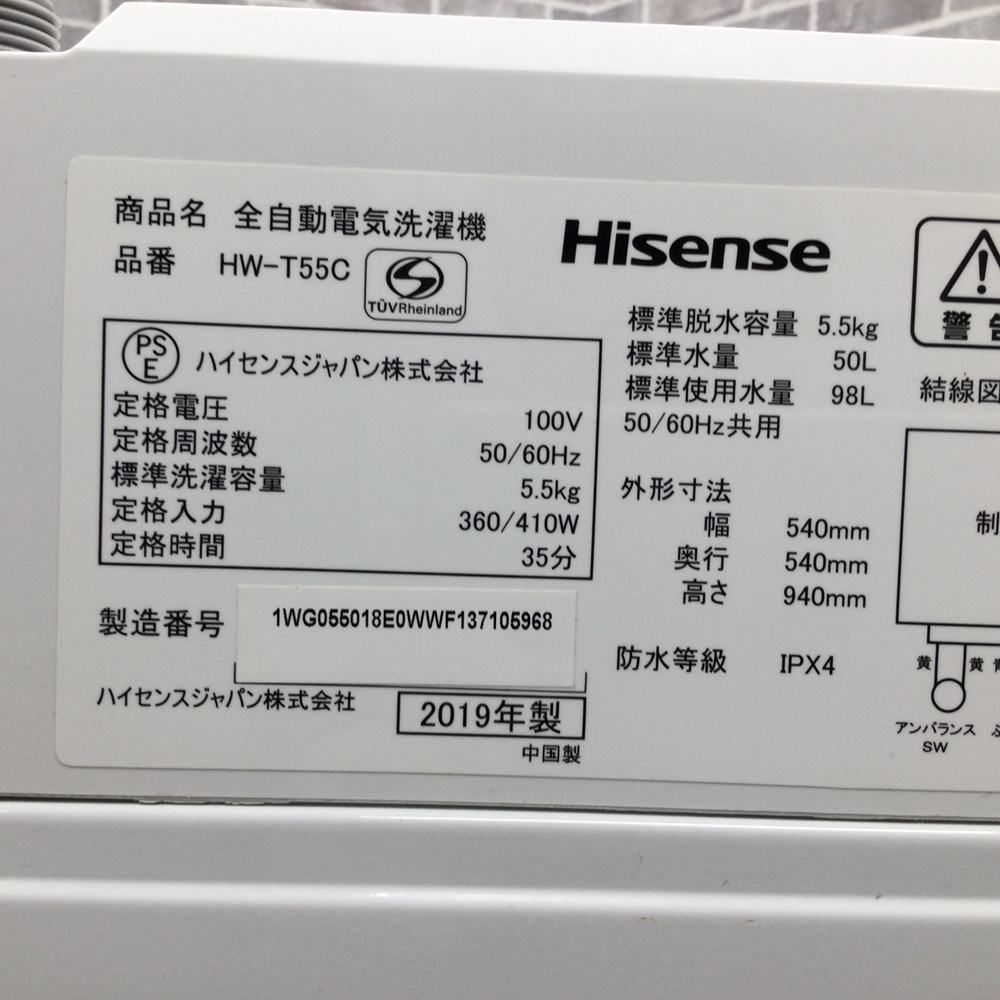 商品名 全自動電気洗濯機
品番 HW-T55C
TÜVRheinland
PS
E
ハイセンスジャパン株式会社
定格電圧 100V
定格周波数 50/60Hz
標準洗濯容量 5.5kg
定格入力 360/410W
定格時間 35分
製造番号 1WG055018E0WWF137105968
ハイセンスジャパン株式会社
2019年製
中国製
Hisense
標準脱水容量 5.5kg
標準水量 50L
標準使用水量 98L
50/60Hz共用
外形寸法
幅 540mm
奥行 540mm
高さ 940mm
防水等級 IPX4
警告
結線図
制
黄 黄
アンバランス
SW